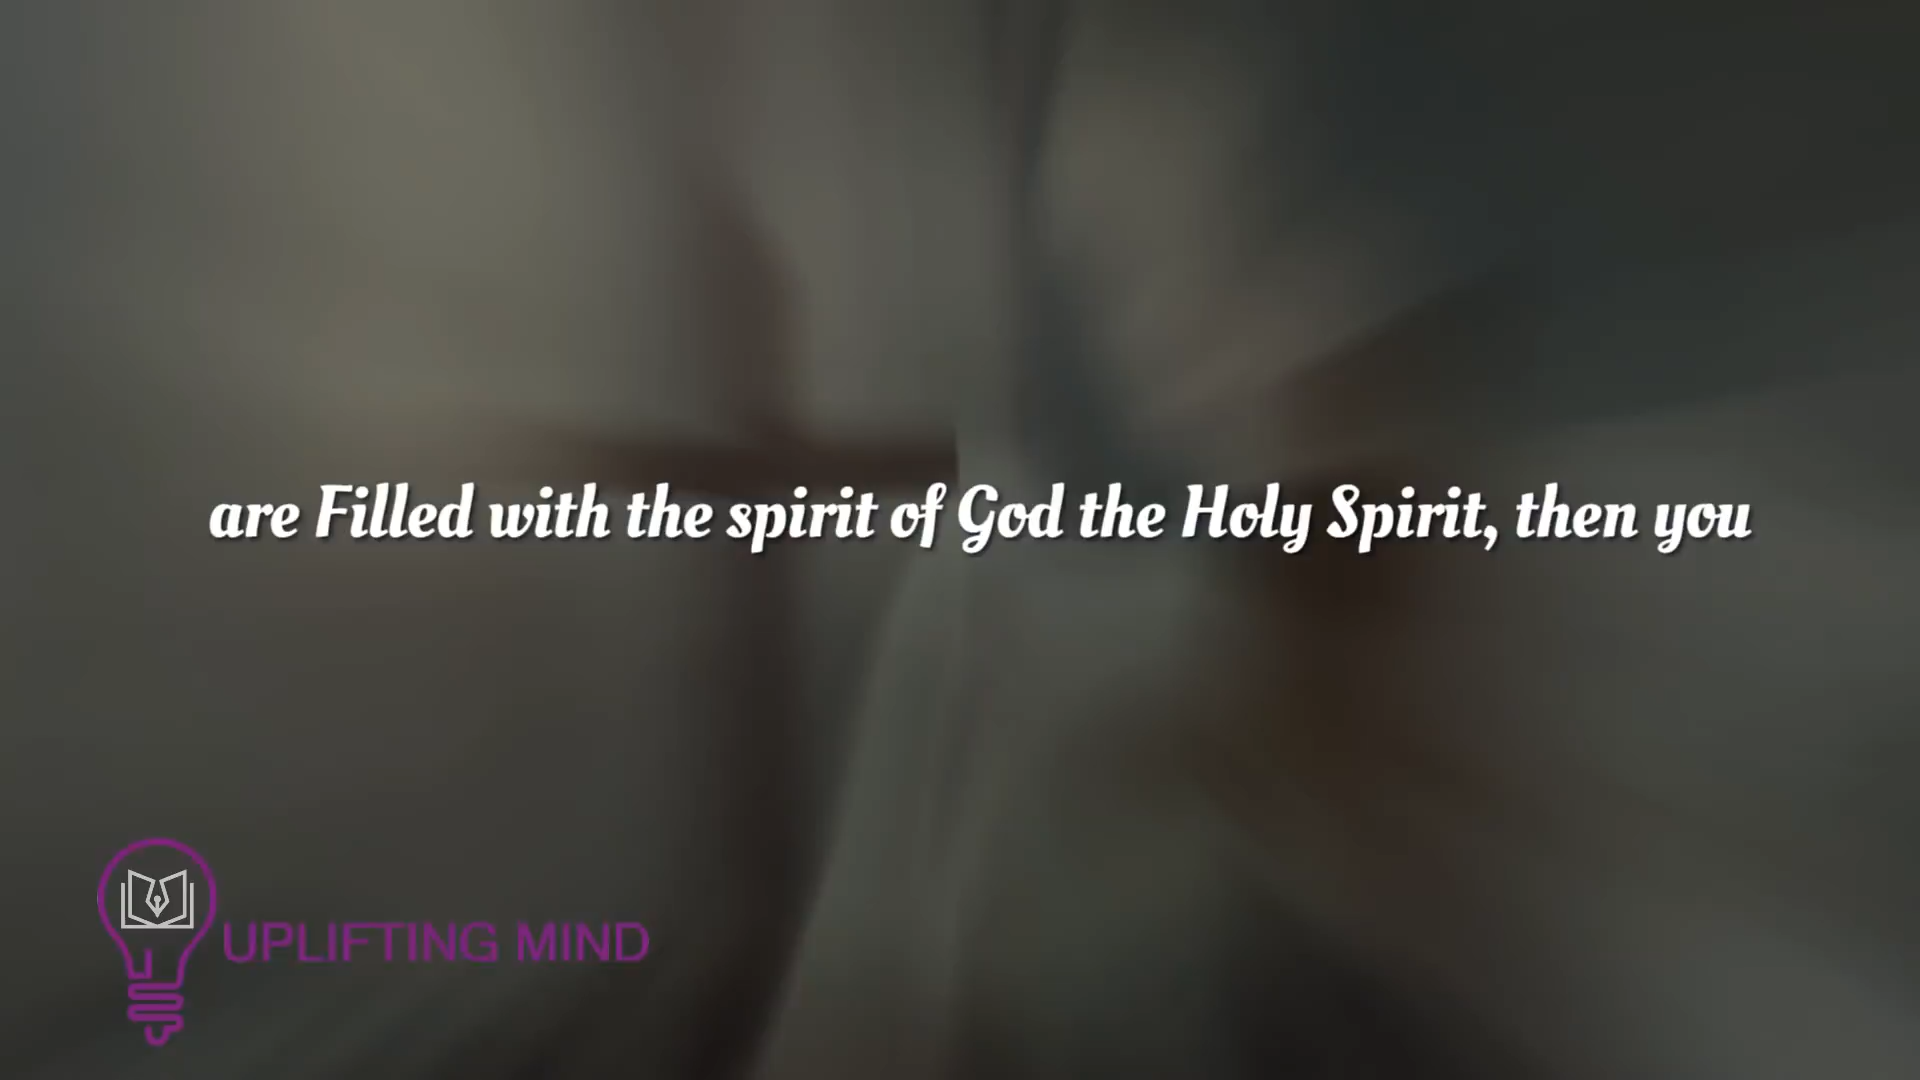 are Filled with the spirit of God the Holy Spirit, then you
UPLIFTING MIND